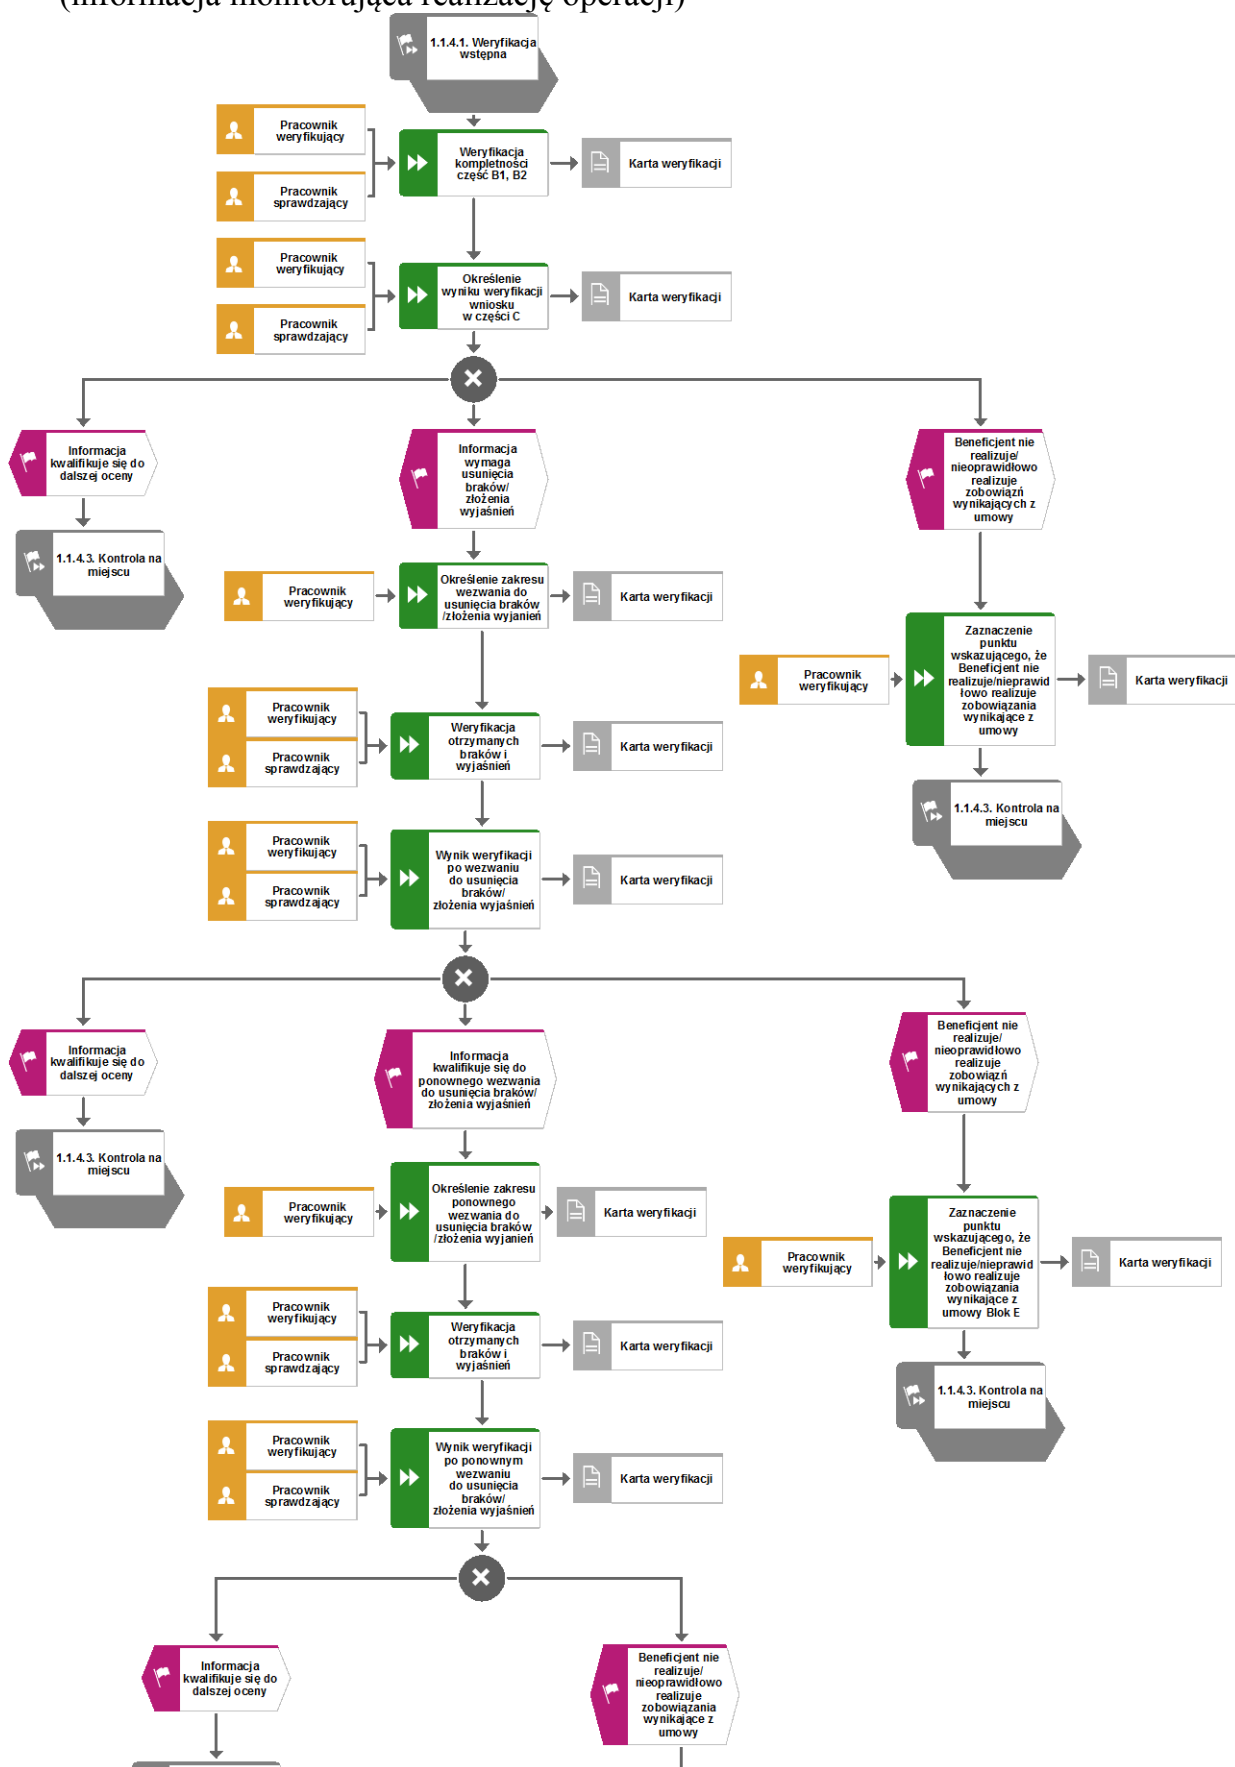 (informacja monitorująca realizację operacji)
1.1.4.1. Weryfikacja
wstępna
Pracownik
weryfikujący
Pracownik
sprawdzający
Weryfikacja
kompletności
część B1, B2
Karta weryfikacji
Pracownik
weryfikujący
Pracownik
sprawdzający
Określenie
wyniku weryfikacji
wniosku
w części C
Karta weryfikacji
Informacja
kwalifikuje się do
dalszej oceny
Informacja
wymaga
usunięcia
braków/
złożenia
wyjaśnień
Beneficjent nie
realizuje/
nieoprawidłowo
realizuje
zobowiązń
wynikających z
umowy
1.1.4.3. Kontrola na
miejscu
Pracownik
weryfikujący
Określenie zakresu
wezwania do
usunięcia braków
/złożenia wyjanień
Karta weryfikacji
Pracownik
weryfikujący
Zaznaczenie
punktu
wskazującego, że
Beneficjent nie
realizuje/nieprawid
łowo realizuje
zobowiązania
wynikające z
umowy
Karta weryfikacji
Pracownik
weryfikujący
Pracownik
sprawdzający
Weryfikacja
otrzymanych
braków i
wyjaśnień
Karta weryfikacji
1.1.4.3. Kontrola na
miejscu
Pracownik
weryfikujący
Pracownik
sprawdzający
Wynik weryfikacji
po wezwaniu
do usunięcia
braków/
złożenia wyjaśnień
Karta weryfikacji
Informacja
kwalifikuje się do
dalszej oceny
Informacja
kwalifikuje się do
ponownego wezwania
do usunięcia braków/
złożenia wyjaśnień
Beneficjent nie
realizuje/
nieoprawidłowo
realizuje
zobowiązń
wynikających z
umowy
1.1.4.3. Kontrola na
miejscu
Pracownik
weryfikujący
Określenie zakresu
ponownego
wezwania do
usunięcia braków
/złożenia wyjanień
Karta weryfikacji
Pracownik
weryfikujący
Zaznaczenie
punktu
wskazującego, że
Beneficjent nie
realizuje/nieprawid
łowo realizuje
zobowiązania
wynikające z
umowy Blok E
Karta weryfikacji
Pracownik
weryfikujący
Pracownik
sprawdzający
Weryfikacja
otrzymanych
braków i
wyjaśnień
Karta weryfikacji
1.1.4.3. Kontrola na
miejscu
Pracownik
weryfikujący
Pracownik
sprawdzający
Wynik weryfikacji
po ponownym
wezwaniu
do usunięcia
braków/
złożenia wyjaśnień
Karta weryfikacji
Informacja
kwalifikuje się do
dalszej oceny
Beneficjent nie
realizuje/
nieoprawidłowo
realizuje
zobowiązania
wynikające z
umowy